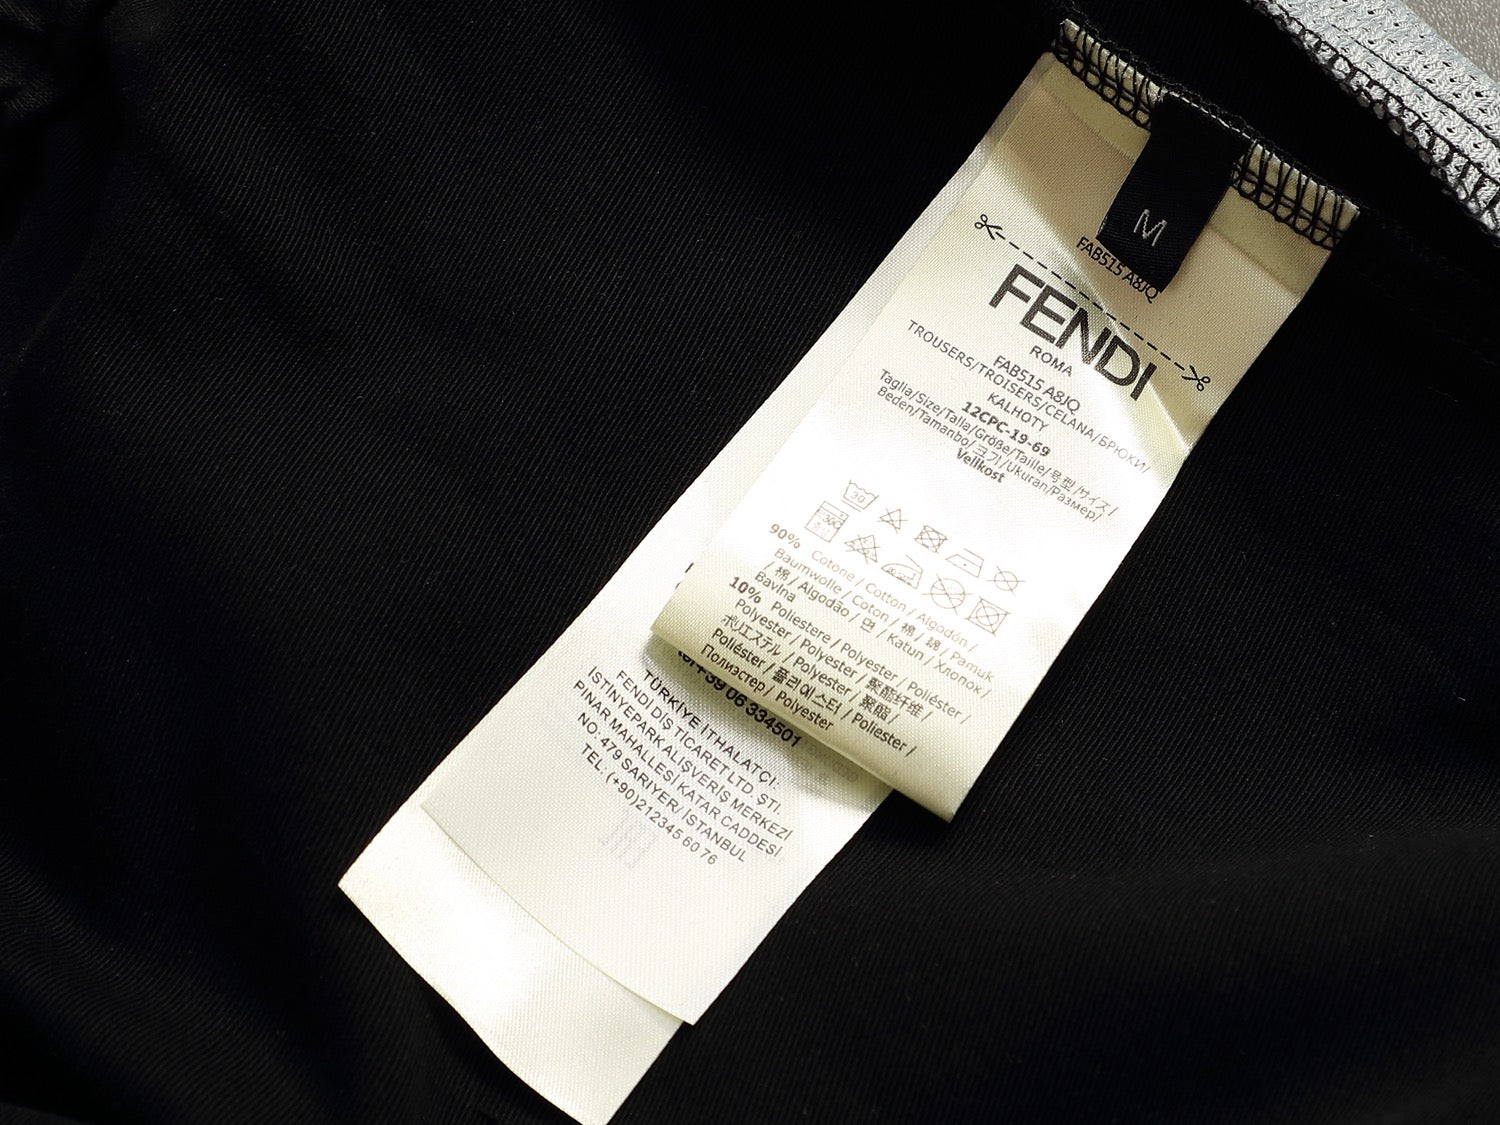 M
FAB515 A8JQ
FENDI
ROMA
FAB515 A8JQ
TROUSERS/TROISERS/CELANA/БРЮКИ/
KALHOTY
12CPC-19-69
Taglia/Size/Talla/Größe/Taille/号型/サイズ/
Beden/Tamanbo/크기/Ukuran/Размер/
Velikost
30
90% Cotone / Cotton / Algodón /
Baumwolle / Coton / 棉 / 綿 / Pamuk
/ 棉 / Algodão / 면 / Katun / Хлопок /
Bavlna
10% Poliestere / Polyester / Poliéster /
Polyester / Polyester / 聚酯纤维 /
ポリエステル / Polyester / 聚酯 /
Poliéster / 폴리에스터 / Poliester /
Полиэстер / Polyester
+39 06 334501
TÜRKİYE İTHALATÇI:
FENDİ DIŞ TİCARET LTD. ŞTİ.
İSTİNYEPARK ALIŞVERİŞ MERKEZİ
PINAR MAHALLESİ KATAR CADDESİ
NO: 479 SARIYER/ İSTANBUL
TEL: (+90)212345 60 76